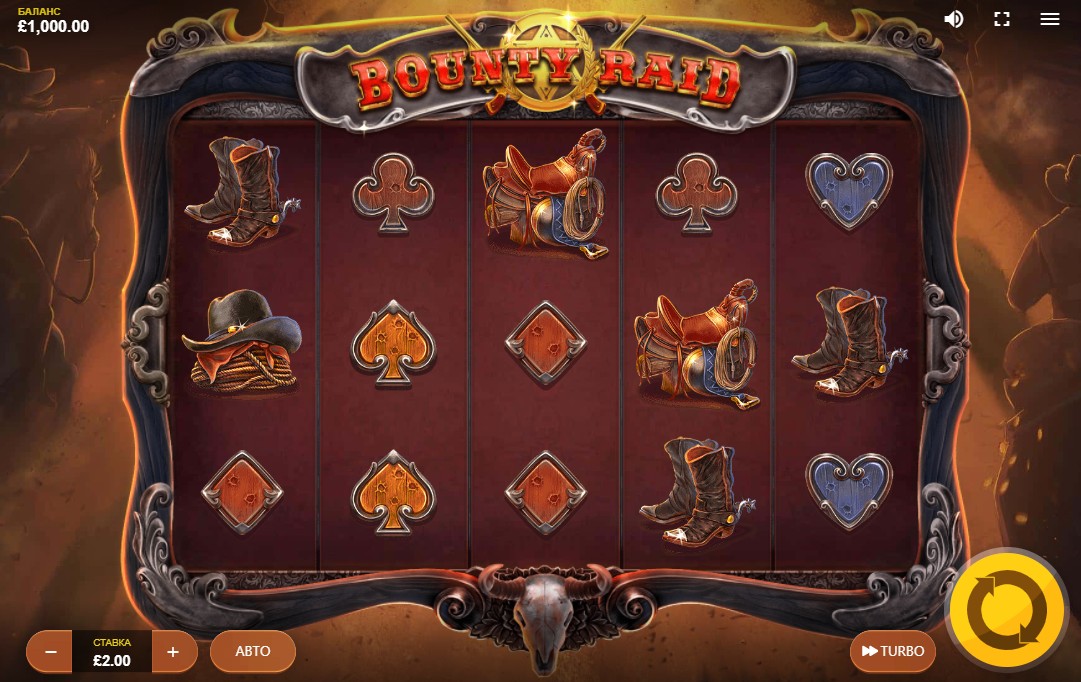 БАЛАНС
£1,000.00
BOUNTY RAID
СТАВКА
£2.00
АВТО
TURBO